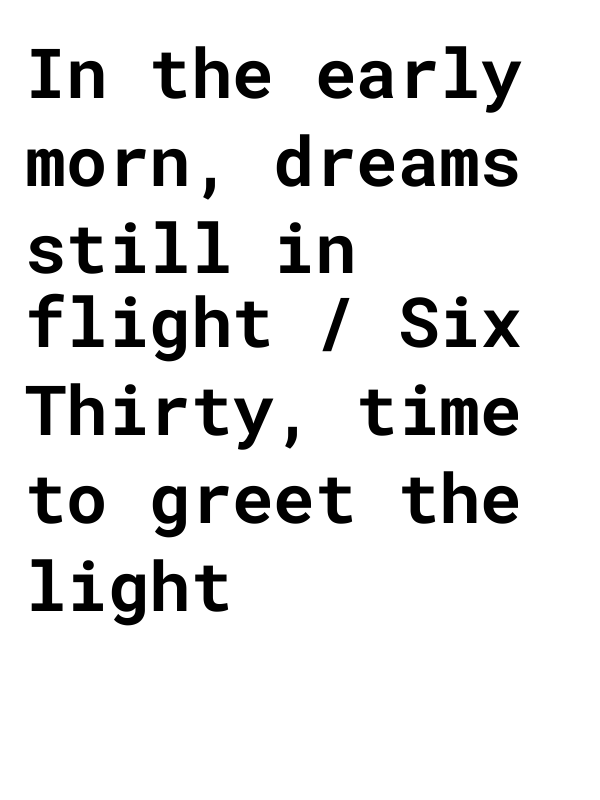 In the early
morn, dreams
still in
flight / Six
Thirty, time
to greet the
light